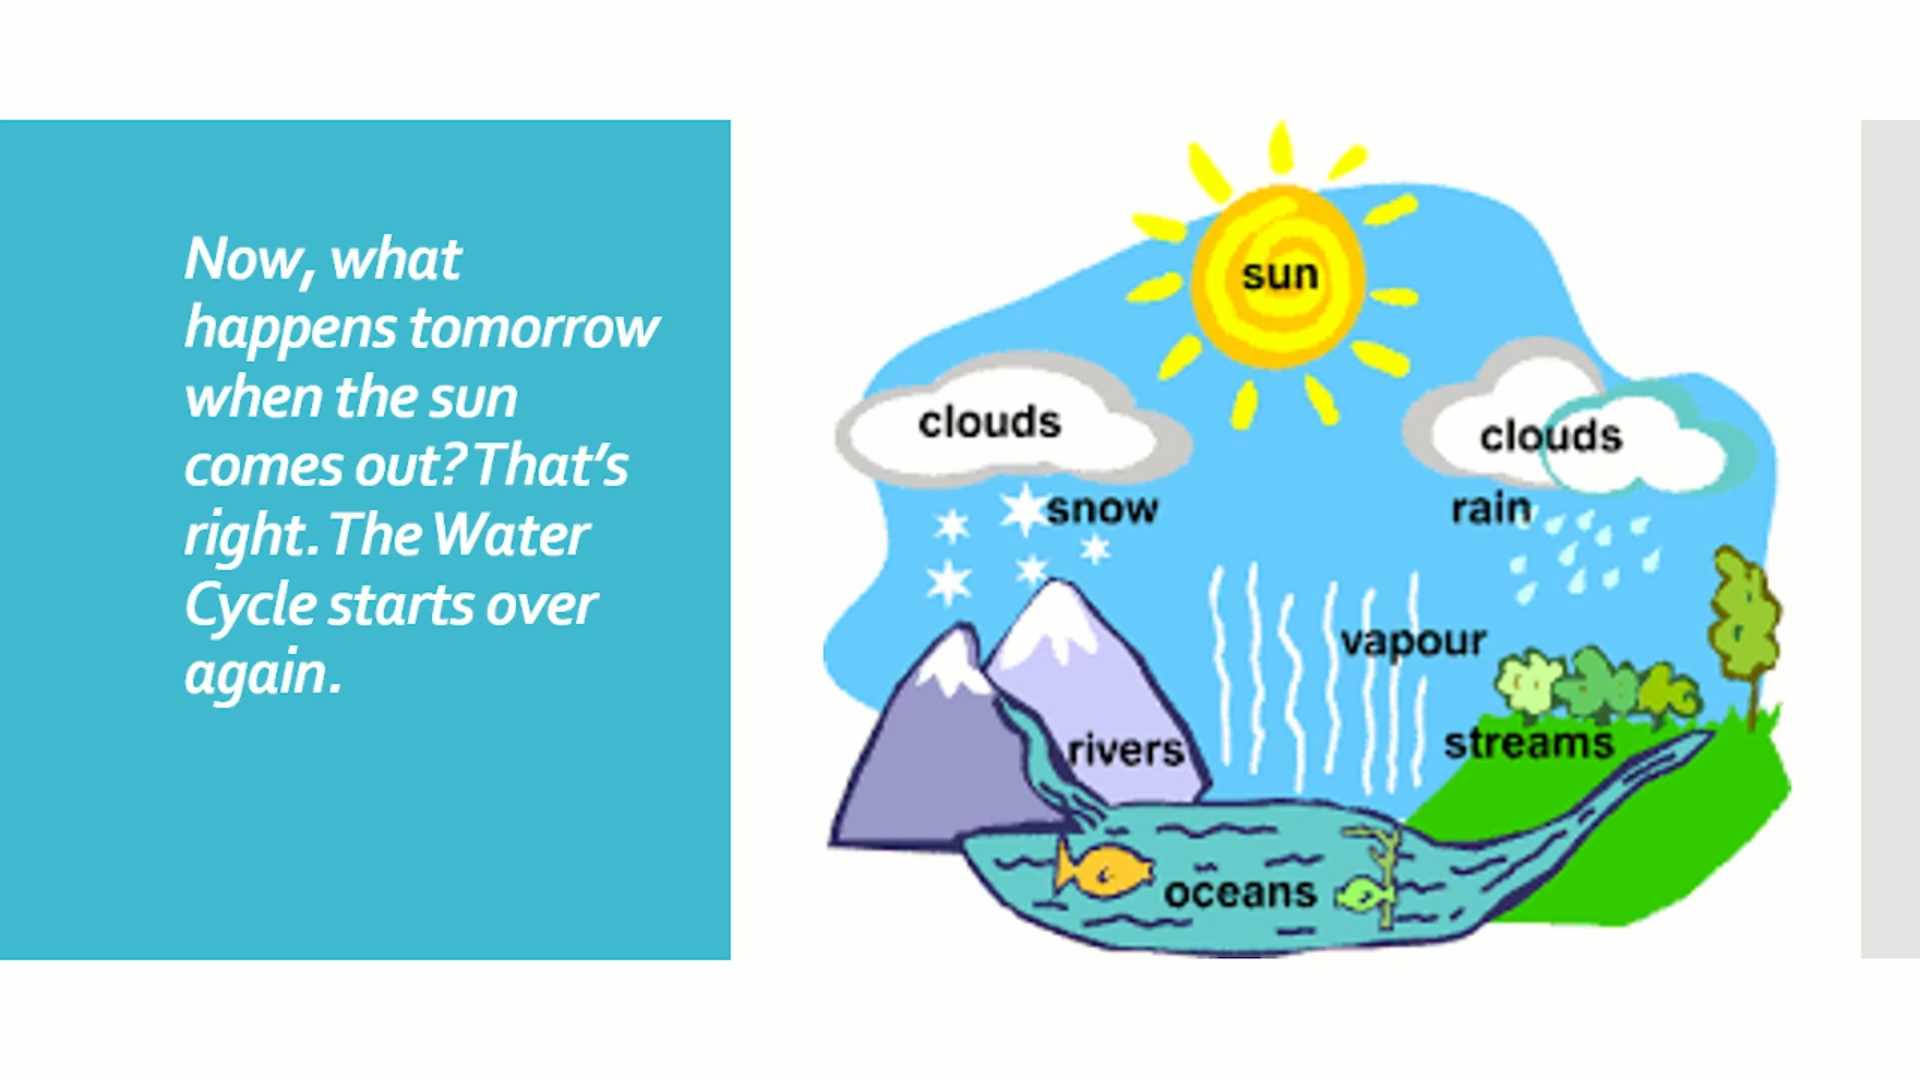 Now, what
happens tomorrow
when the sun
comes out? That's
right. The Water
Cycle starts over
again.
sun
clouds
clouds
snow
rain
vapour
rivers
streams
oceans